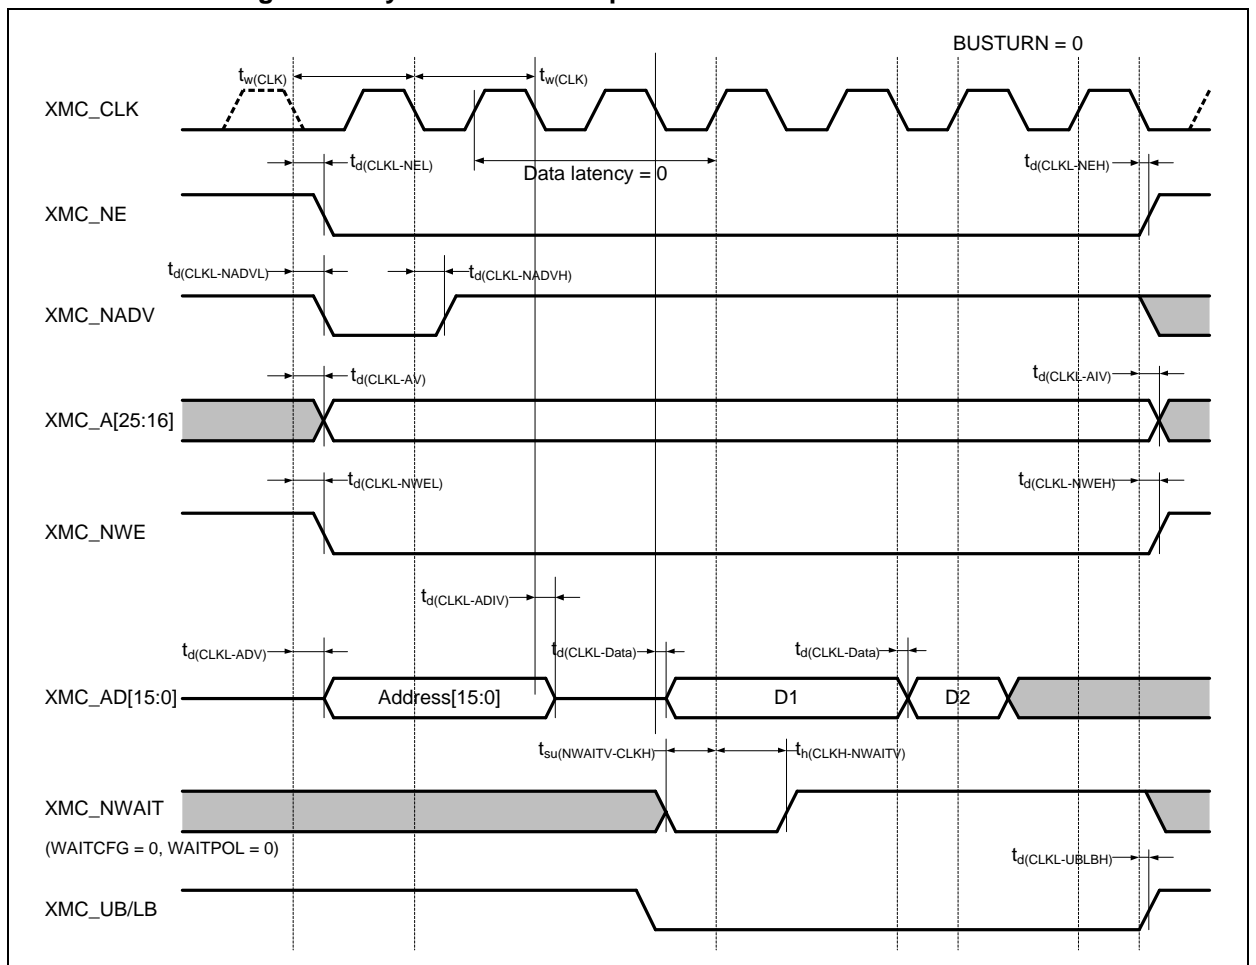 BUSTURN = 0
tw(CLK) tw(CLK)
XMC_CLK
td(CLKL-NEL) Data latency = 0 td(CLKL-NEH)
XMC_NE
td(CLKL-NADVL) td(CLKL-NADVH)
XMC_NADV
td(CLKL-AV) td(CLKL-AIV)
XMC_A[25:16]
td(CLKL-NWEL) td(CLKL-NWEH)
XMC_NWE
td(CLKL-ADIV)
td(CLKL-ADV) td(CLKL-Data) td(CLKL-Data)
XMC_AD[15:0] Address[15:0] D1 D2
tsu(NWAITV-CLKH) th(CLKH-NWAITV)
XMC_NWAIT
(WAITCFG = 0, WAITPOL = 0)
td(CLKL-UBLBH)
XMC_UB/LB